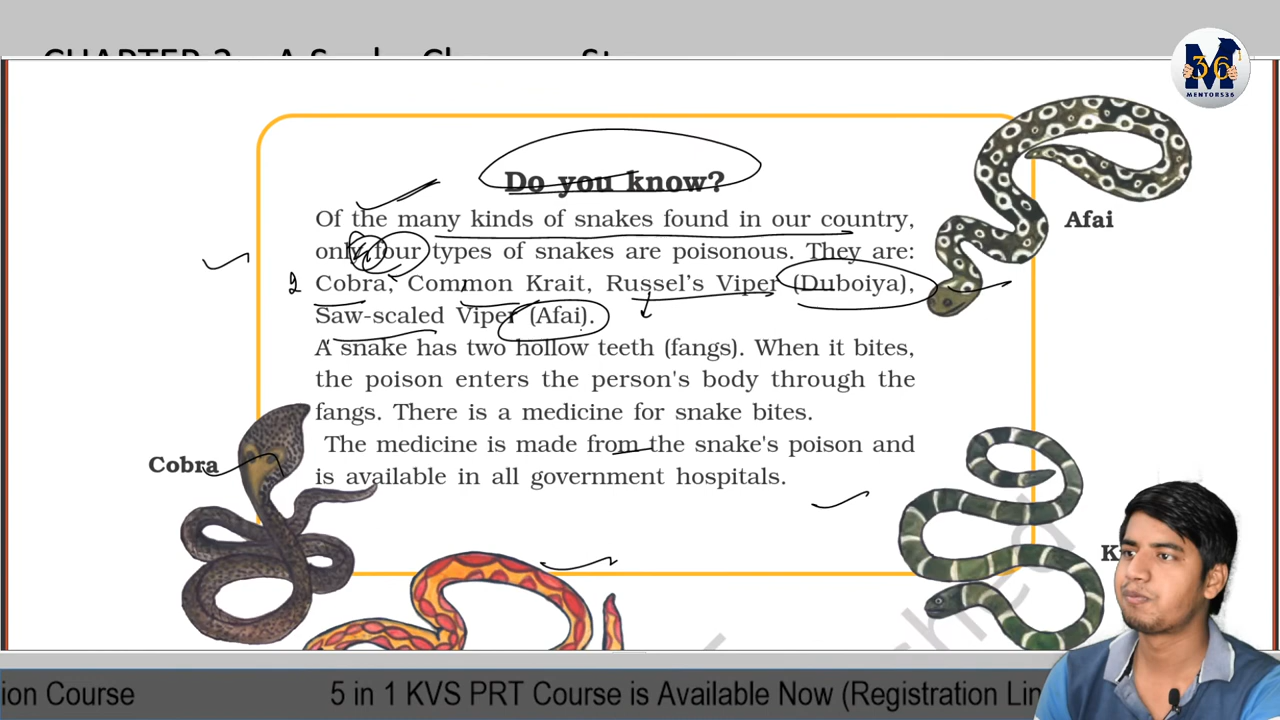 36
MENTORS36
Do you know?
Of the many kinds of snakes found in our country,
only four types of snakes are poisonous. They are:
Cobra, Common Krait, Russel's Viper (Duboiya),
Saw-scaled Viper (Afai).
A snake has two hollow teeth (fangs). When it bites,
the poison enters the person's body through the
fangs. There is a medicine for snake bites.
The medicine is made from the snake's poison and
is available in all government hospitals.
Afai
Cobra
ion Course 5 in 1 KVS PRT Course is Available Now (Registration Lin